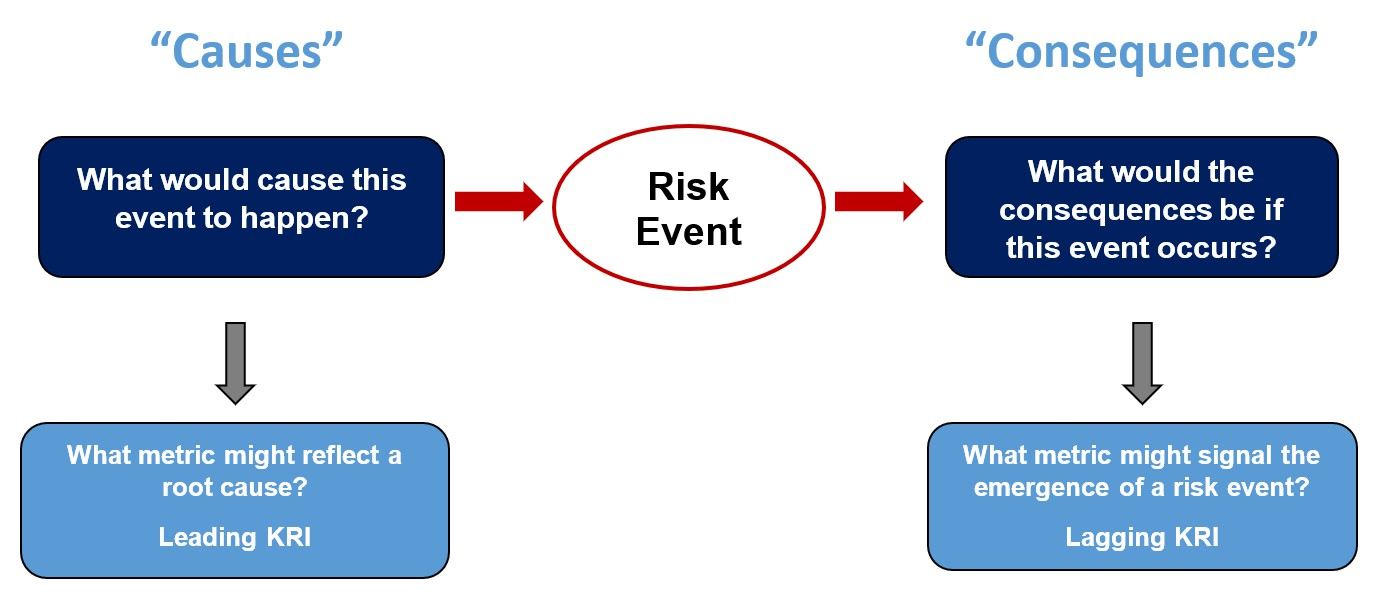 “Causes”
“Consequences”
What would cause this
event to happen?
Risk
Event
What would the
consequences be if
this event occurs?
What metric might reflect a
root cause?
Leading KRI
What metric might signal the
emergence of a risk event?
Lagging KRI